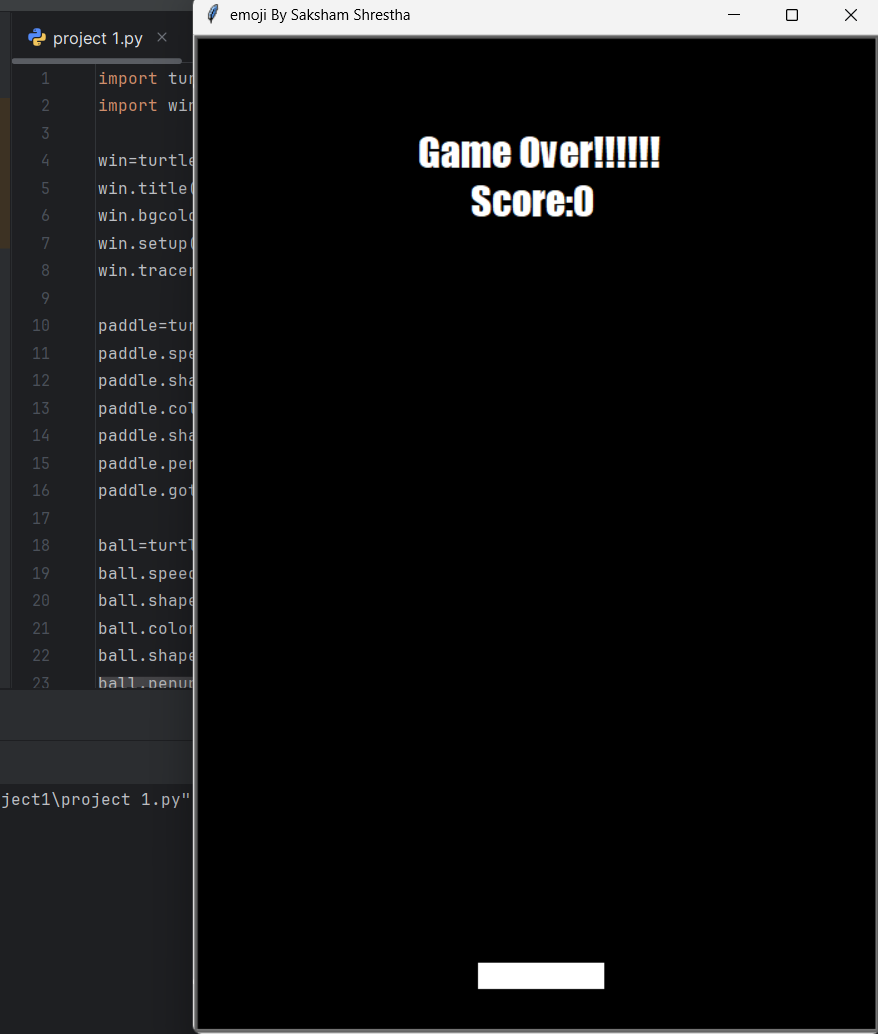 project 1.py
emoji By Saksham Shrestha
1 import tur
2 import win
3
4 win=turtle
5 win.title(
6 win.bgcolo
7 win.setup(
8 win.tracer
9
10 paddle=tur
11 paddle.spe
12 paddle.sha
13 paddle.col
14 paddle.sha
15 paddle.pen
16 paddle.got
17
18 ball=turtl
19 ball.speed
20 ball.shape
21 ball.color
22 ball.shape
23 ball.penup
Game Over!!!!!!
Score:0
ject1\project 1.py"